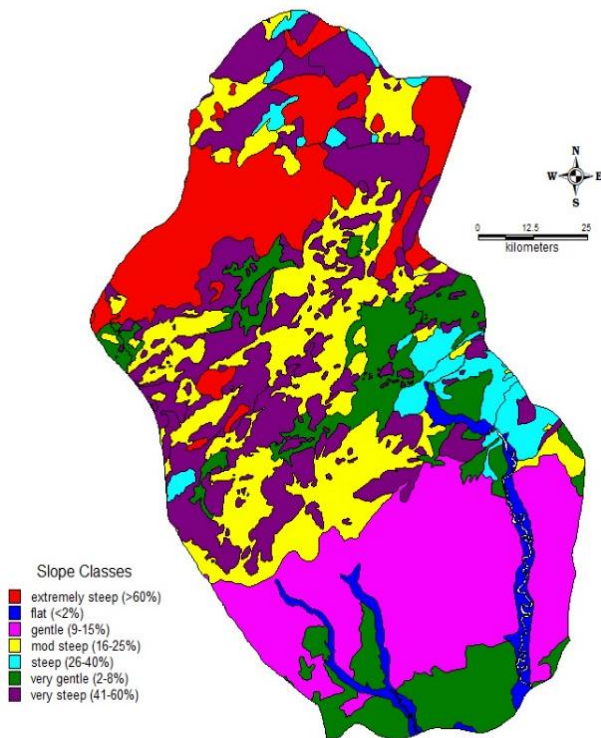 N
W E
S
0 12.5 25
kilometers
Slope Classes
extremely steep (>60%)
flat (<2%)
gentle (9-15%)
mod steep (16-25%)
steep (26-40%)
very gentle (2-8%)
very steep (41-60%)